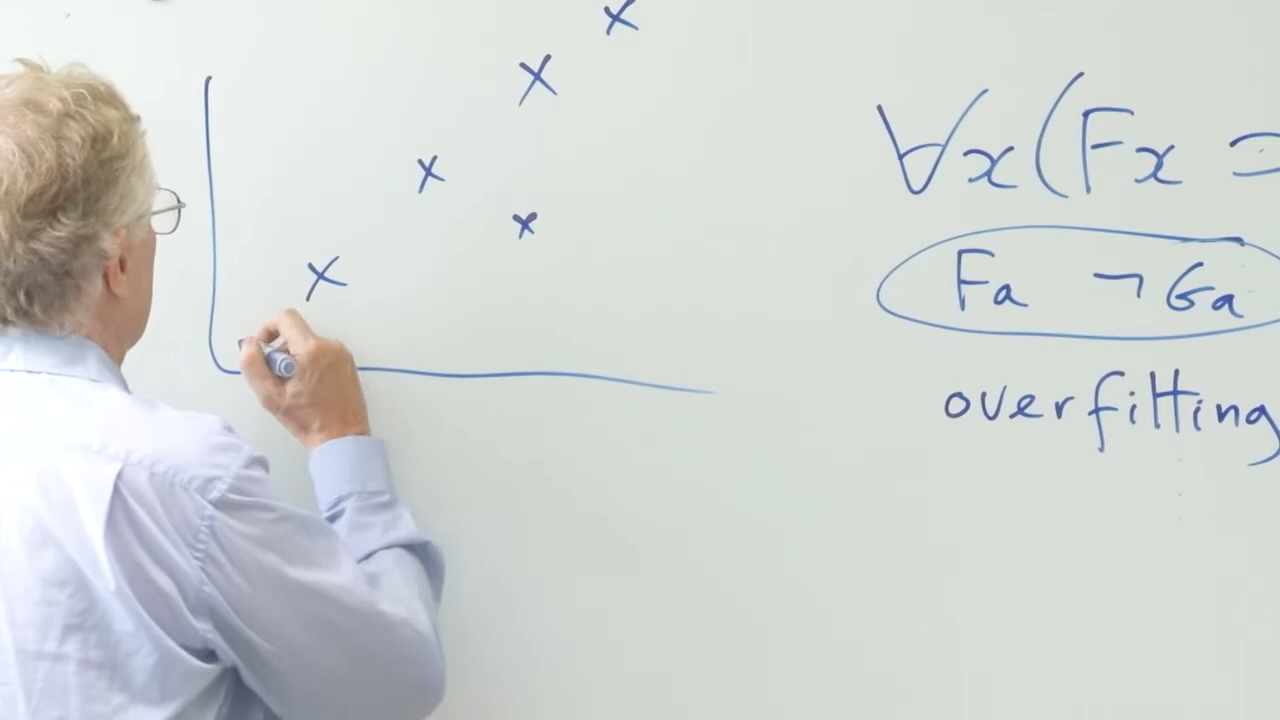 ∀x(Fx =
Fa ¬Ga
overfitting